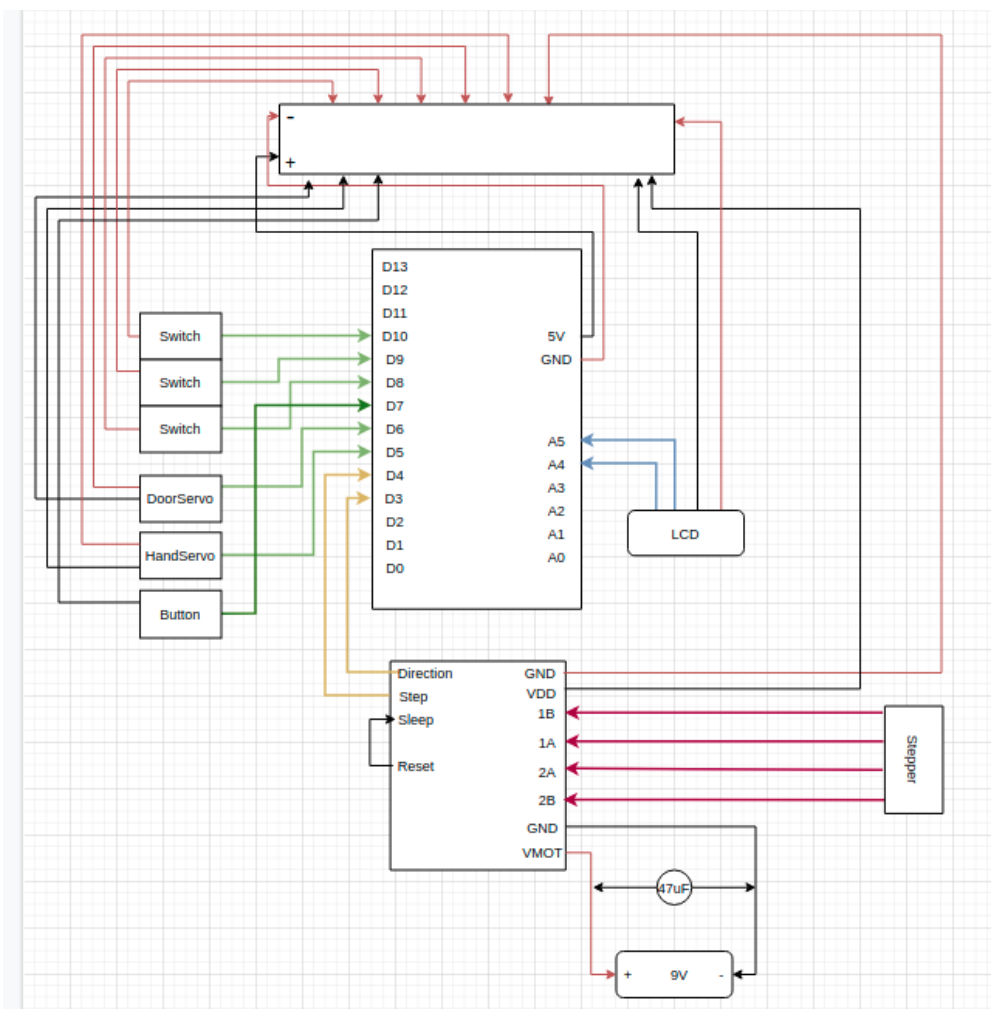 -
+
D13
D12
D11
D10
D9
D8
D7
D6
D5
D4
D3
D2
D1
D0
5V
GND
A5
A4
A3
A2
A1
A0
Switch
Switch
Switch
DoorServo
HandServo
Button
LCD
Direction
Step
Sleep
Reset
GND
VDD
1B
1A
2A
2B
GND
VMOT
Stepper
47uF
+ 9V -